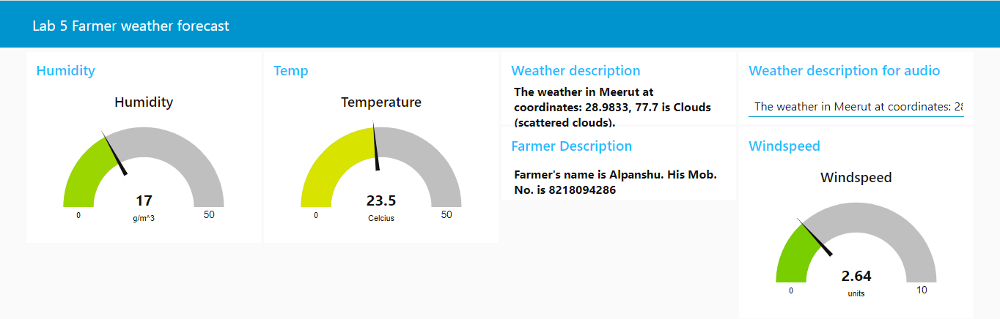 Lab 5 Farmer weather forecast
Humidity
Humidity
17
g/m^3
0
50
Temp
Temperature
23.5
Celcius
0
50
Weather description
The weather in Meerut at
coordinates: 28.9833, 77.7 is Clouds
(scattered clouds).
Farmer Description
Farmer's name is Alpanshu. His Mob.
No. is 8218094286
Weather description for audio
The weather in Meerut at coordinates: 28
Windspeed
Windspeed
2.64
units
0
10